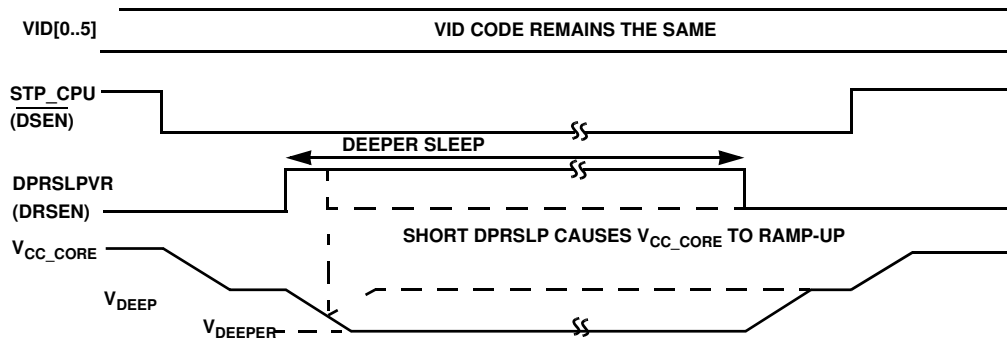 VID[0..5]
VID CODE REMAINS THE SAME
STP_CPU
(DSEN)
DEEPER SLEEP
DPRSLPVR
(DRSEN)
SHORT DPRSLP CAUSES VCC_CORE TO RAMP-UP
VCC_CORE
VDEEP
VDEEPER